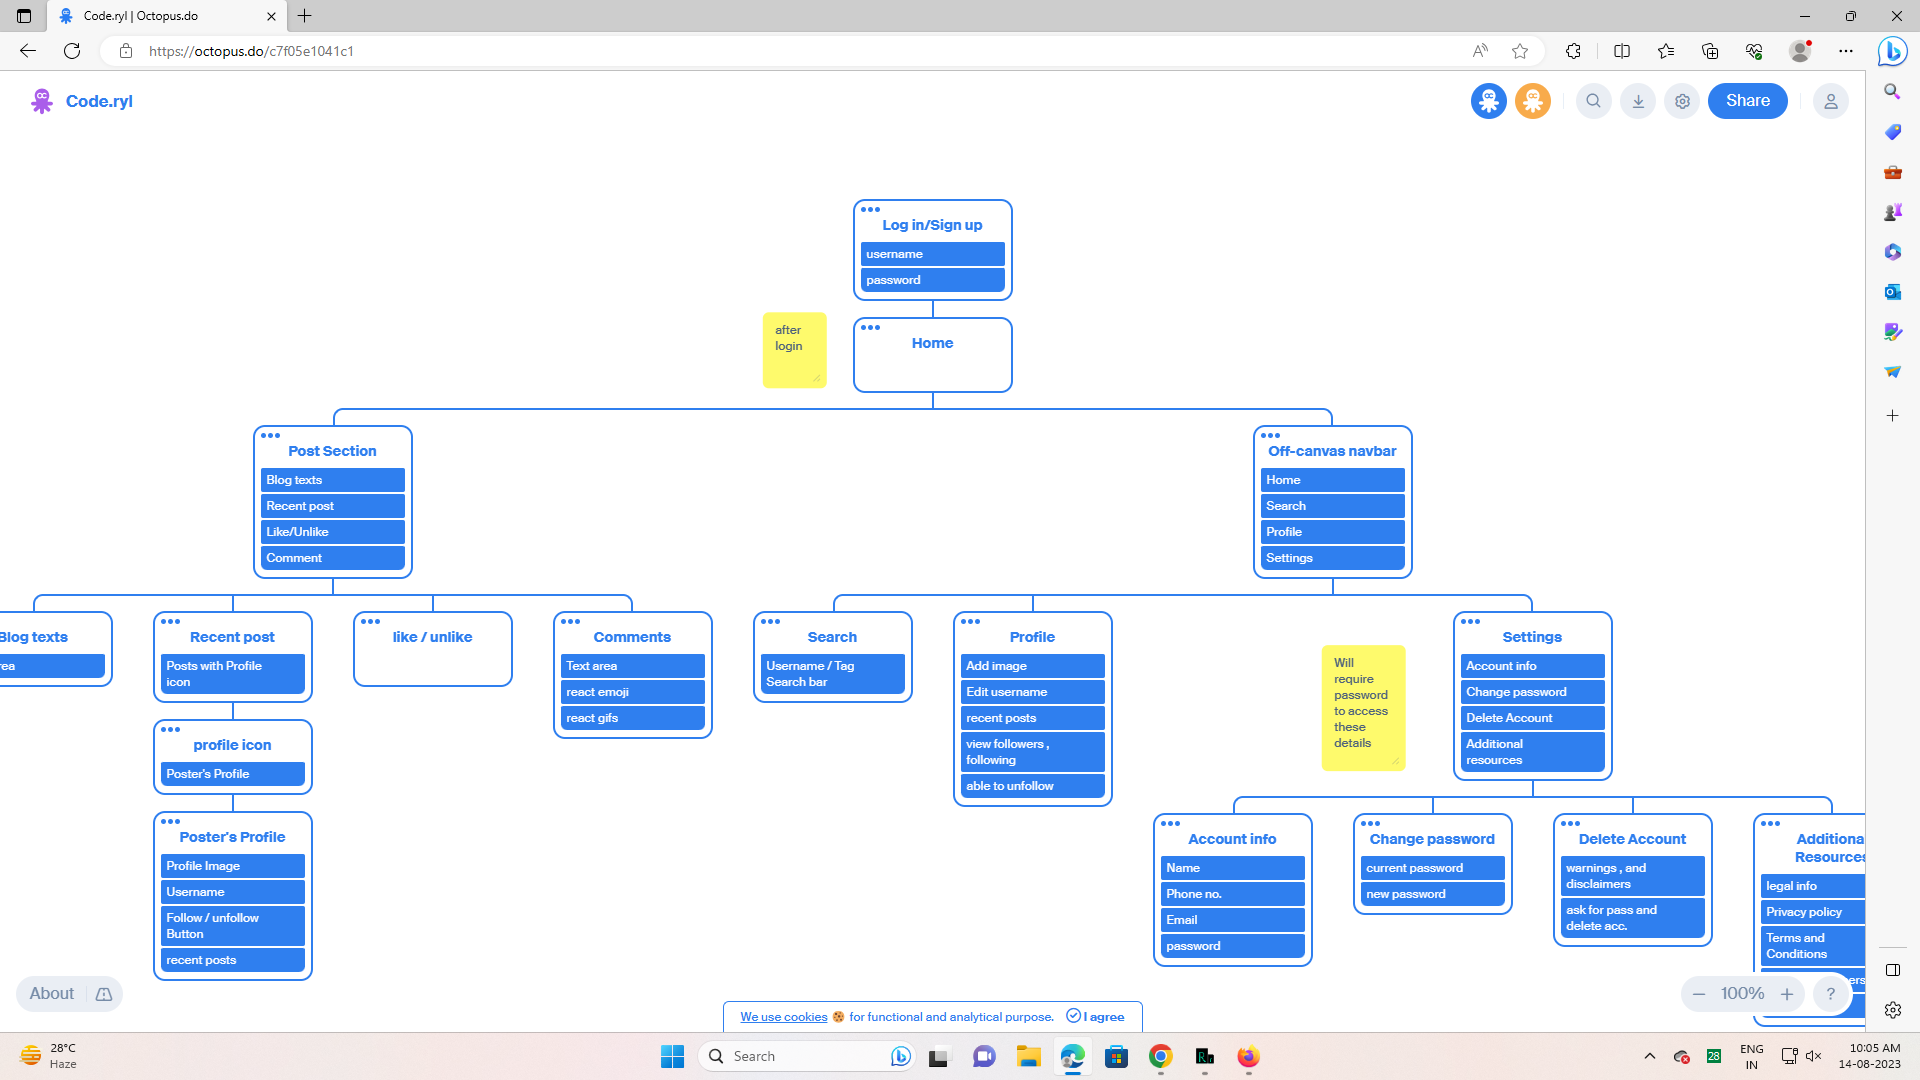 Code.ryl | Octopus.do
https://octopus.do/c7f05e1041c1
Code.ryl
Share
Log in/Sign up
username
password
after
login
Home
Post Section
Blog texts
Recent post
Like/Unlike
Comment
Off-canvas navbar
Home
Search
Profile
Settings
Blog texts
Recent post
Posts with Profile
icon
like / unlike
Comments
Text area
react emoji
react gifs
Search
Username / Tag
Search bar
Profile
Add image
Edit username
recent posts
view followers ,
following
able to unfollow
Will
require
password
to access
these
details
Settings
Account info
Change password
Delete Account
Additional
resources
profile icon
Poster's Profile
Poster's Profile
Profile Image
Username
Follow / unfollow
Button
recent posts
Account info
Name
Phone no.
Email
password
Change password
current password
new password
Delete Account
warnings , and
disclaimers
ask for pass and
delete acc.
legal info
Privacy policy
Terms and
Conditions
About
100%
?
We use cookies for functional and analytical purpose. I agree
28°C
Haze
Search
28
ENG
IN
10:05 AM
14-08-2023